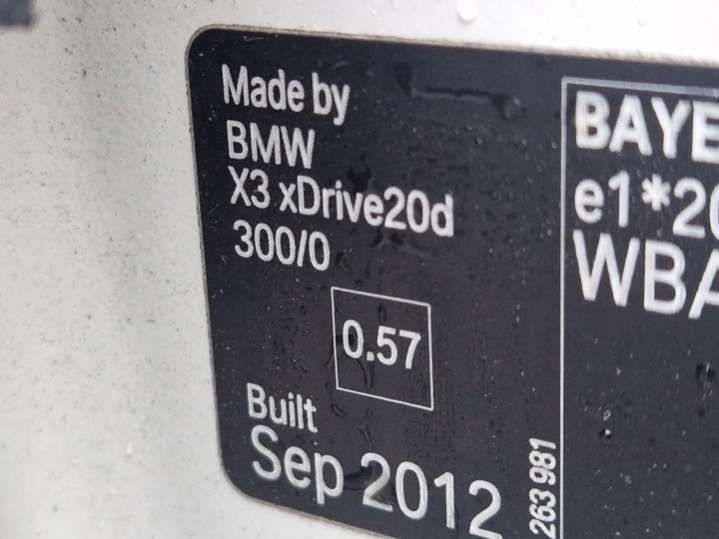 Made by
BMW
X3 xDrive20d
300/0
0.57
Built
Sep 2012
263 981
BAYE
e1*20
WBA